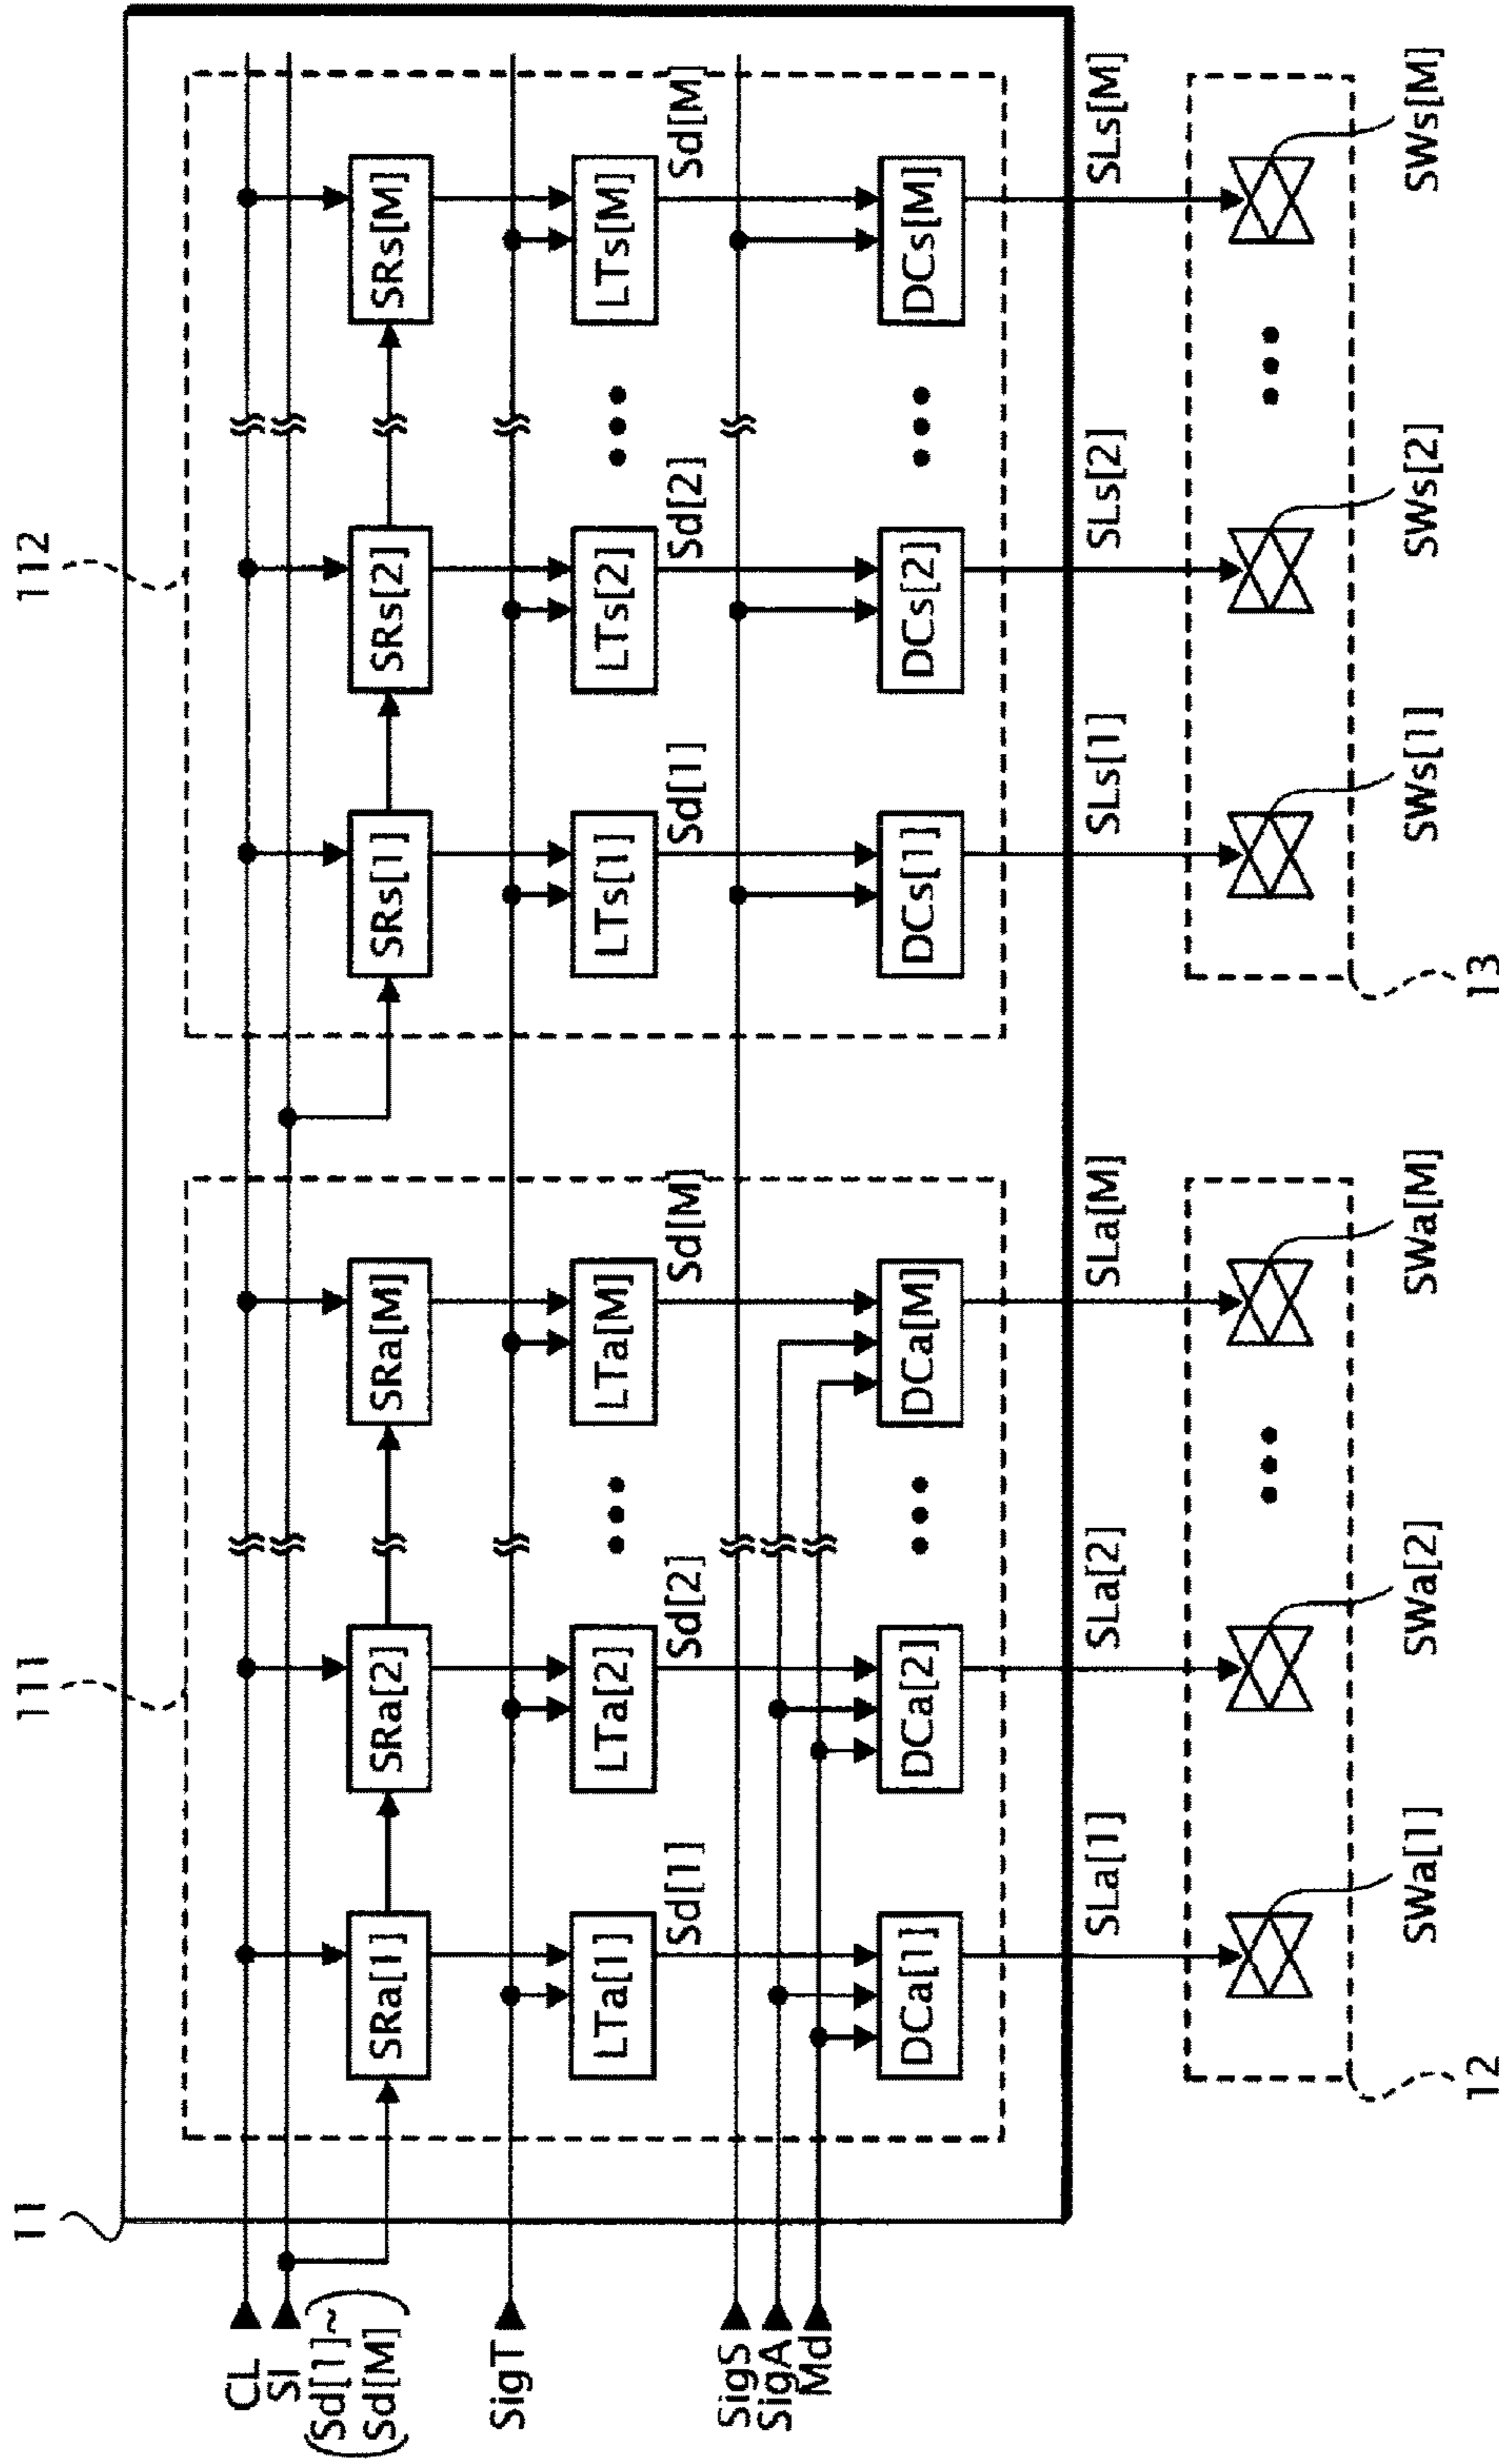 11
111
112
CL
SI
(Sd[1]~
Sd[M])
SigT
SigS
SigA
Md
SRa[1]
SRa[2]
SRa[M]
SRs[1]
SRs[2]
SRs[M]
LTa[1]
LTa[2]
LTa[M]
LTs[1]
LTs[2]
LTs[M]
Sd[1]
Sd[2]
Sd[M]
Sd[1]
Sd[2]
Sd[M]
DCa[1]
DCa[2]
DCa[M]
DCs[1]
DCs[2]
DCs[M]
SLa[1]
SLa[2]
SLa[M]
SLs[1]
SLs[2]
SLs[M]
SWa[1]
SWa[2]
SWa[M]
SWs[1]
SWs[2]
SWs[M]
12
13